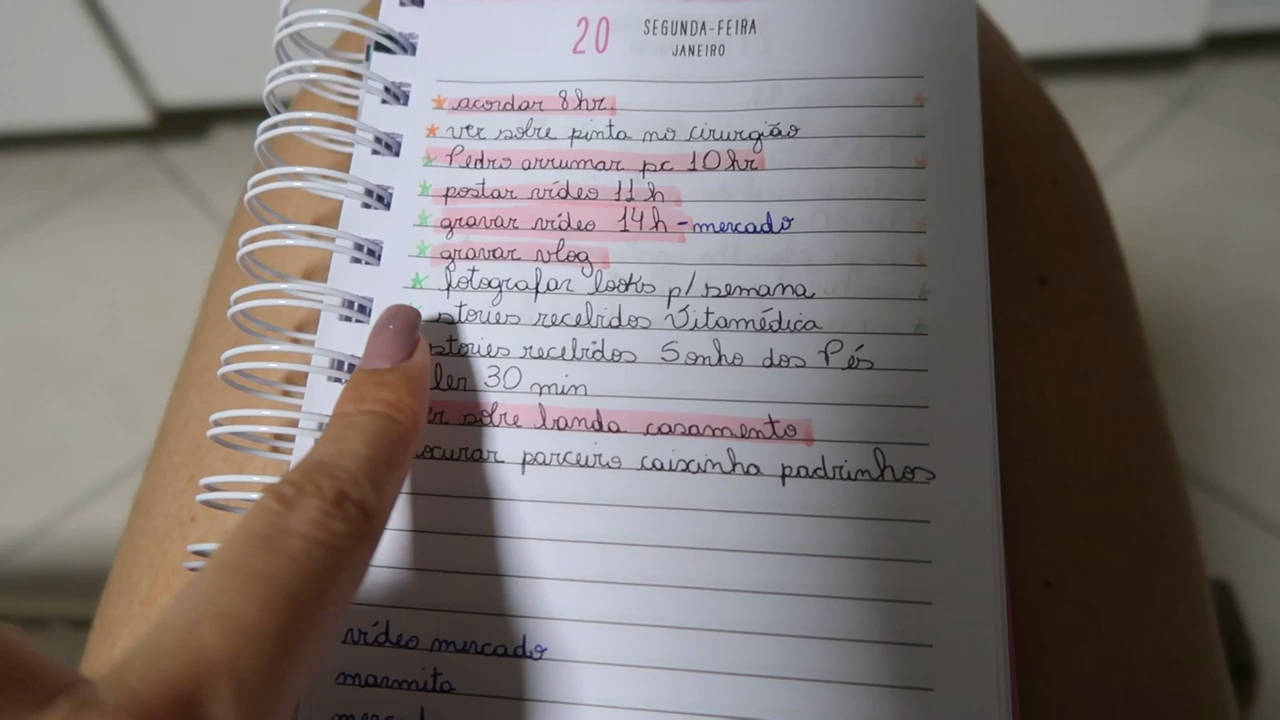 20 SEGUNDA-FEIRA
JANEIRO
acordar 8hr.
ver sobre pinta no cirurgião
Pedro arrumar pc 10hr
postar vídeo 11h
gravar vídeo 14h - mercado
gravar vlog
fotografar looks p/ semana
stories recebidos Vitamédica
stories recebidos Sonho dos Pés
ler 30 min
sobre banda casamento
parceiro caixinha padrinhos
vídeo mercado
marmita